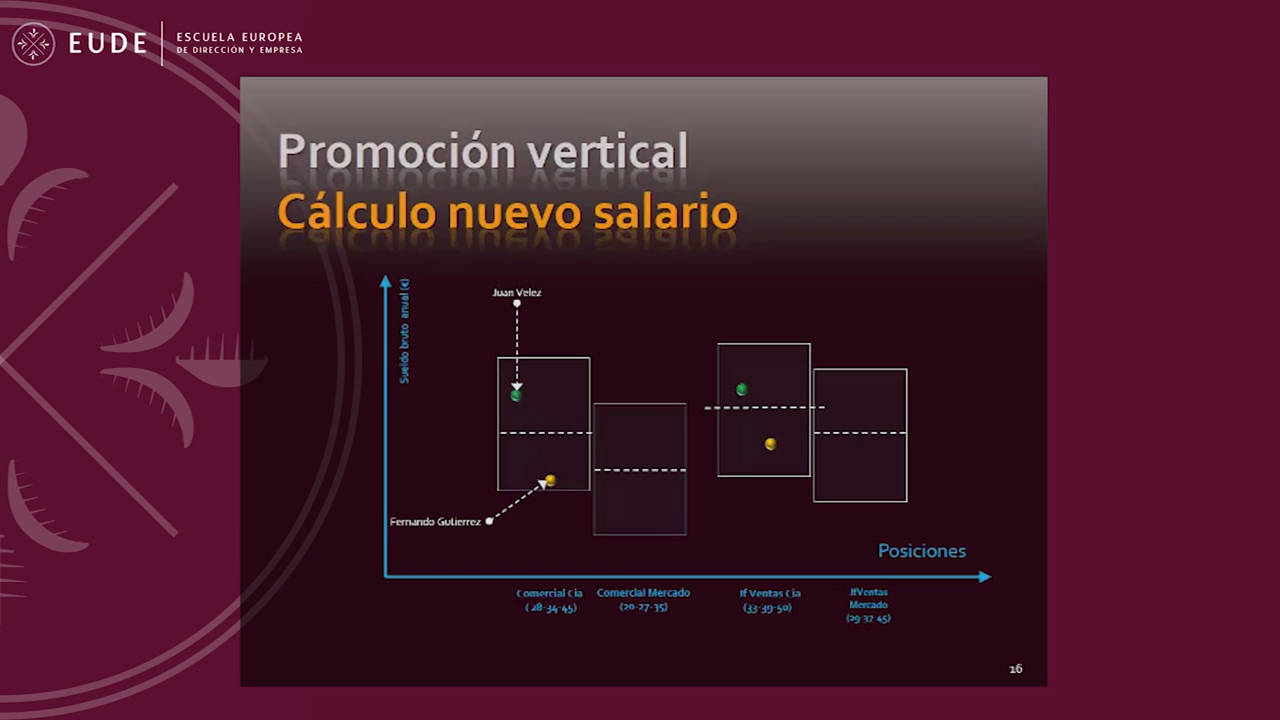 EUDE
ESCUELA EUROPEA
DE DIRECCIÓN Y EMPRESA
Promoción vertical
Cálculo nuevo salario
Sueldo bruto anual (€)
Juan Velez
Fernando Gutierrez
Posiciones
Comercial Cia
(28-34-45)
Comercial Mercado
(20-27-35)
Jf Ventas Cia
(33-39-50)
JfVentas
Mercado
(29-37 45)
16